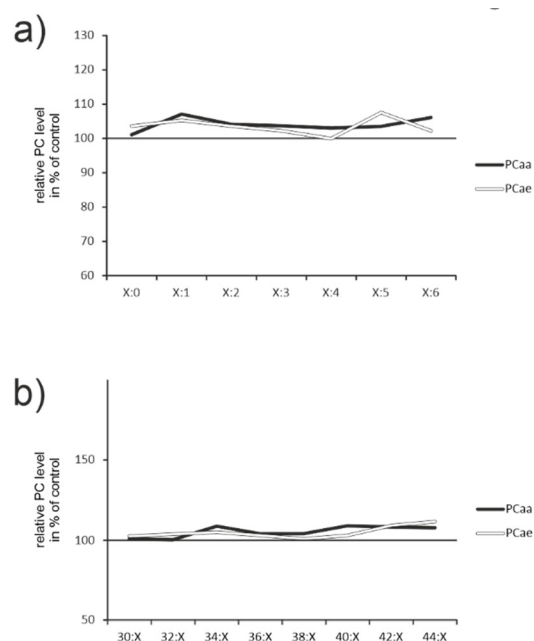 a)
relative PC level
in % of control
130
120
110
100
90
80
70
60
X:0 X:1 X:2 X:3 X:4 X:5 X:6
PCaa
PCae
b)
relative PC level
in % of control
150
100
50
30:X 32:X 34:X 36:X 38:X 40:X 42:X 44:X
PCaa
PCae